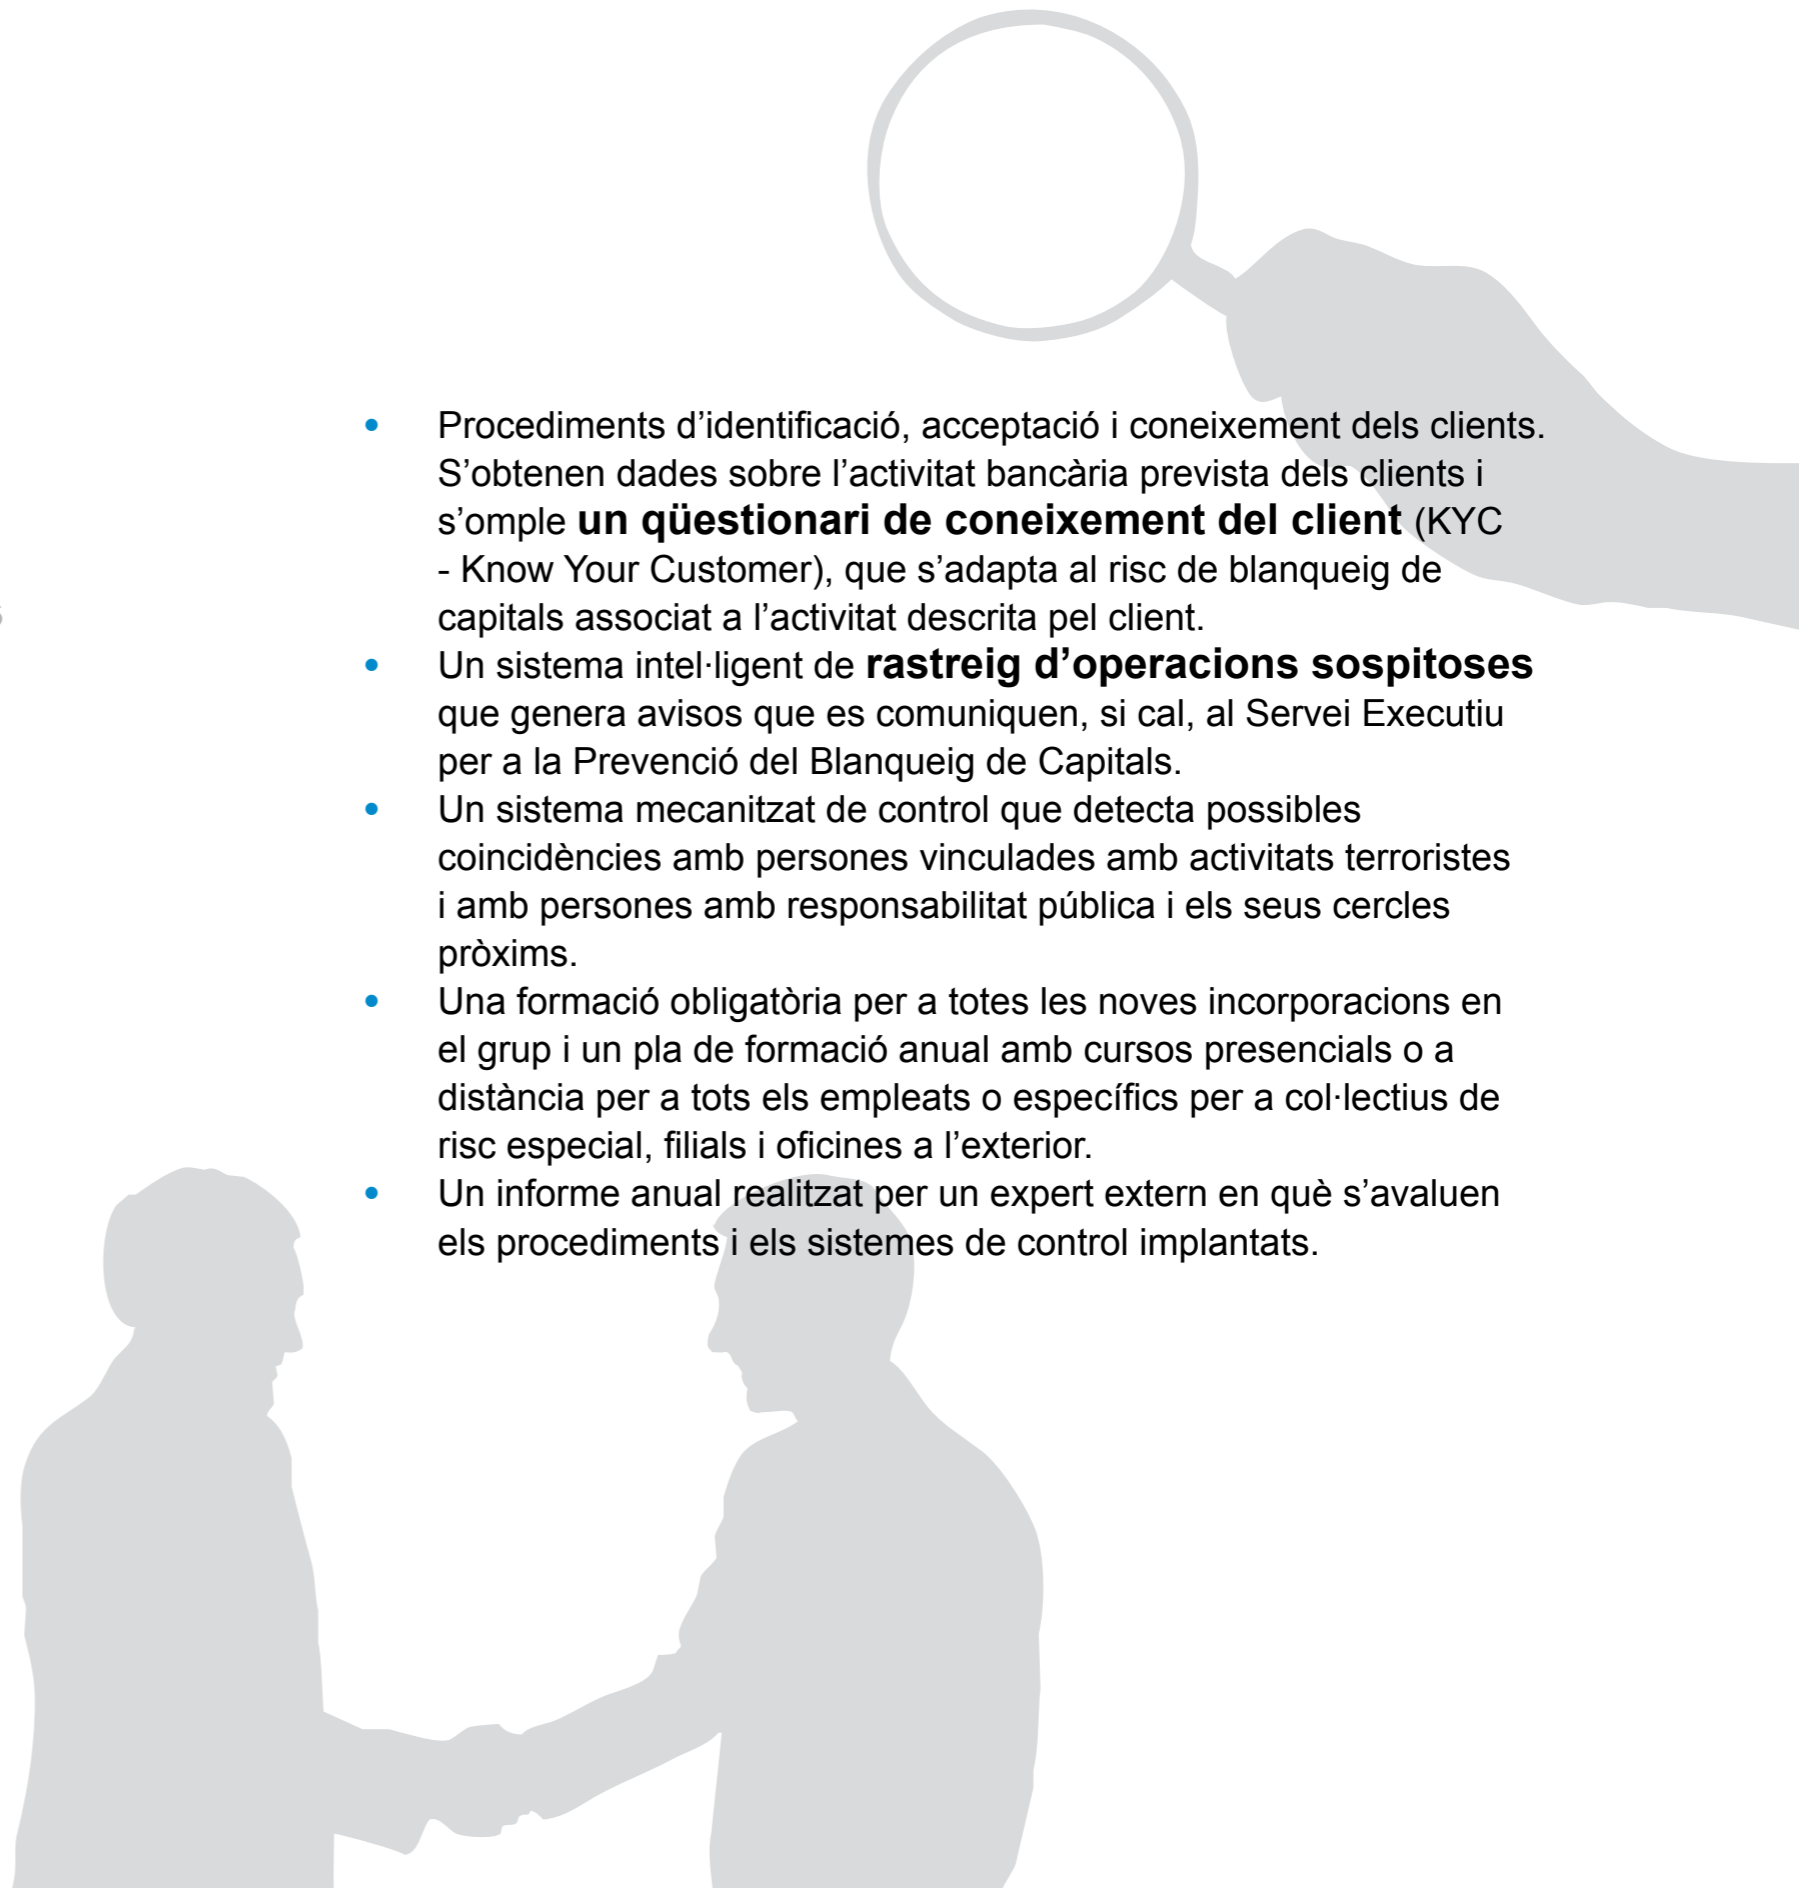 • Procediments d’identificació, acceptació i coneixement dels clients.
S’obtenen dades sobre l’activitat bancària prevista dels clients i
s’omple un qüestionari de coneixement del client (KYC
- Know Your Customer), que s’adapta al risc de blanqueig de
capitals associat a l’activitat descrita pel client.
• Un sistema intel·ligent de rastreig d’operacions sospitoses
que genera avisos que es comuniquen, si cal, al Servei Executiu
per a la Prevenció del Blanqueig de Capitals.
• Un sistema mecanitzat de control que detecta possibles
coincidències amb persones vinculades amb activitats terroristes
i amb persones amb responsabilitat pública i els seus cercles
pròxims.
• Una formació obligatòria per a totes les noves incorporacions en
el grup i un pla de formació anual amb cursos presencials o a
distància per a tots els empleats o específics per a col·lectius de
risc especial, filials i oficines a l’exterior.
• Un informe anual realitzat per un expert extern en què s’avaluen
els procediments i els sistemes de control implantats.